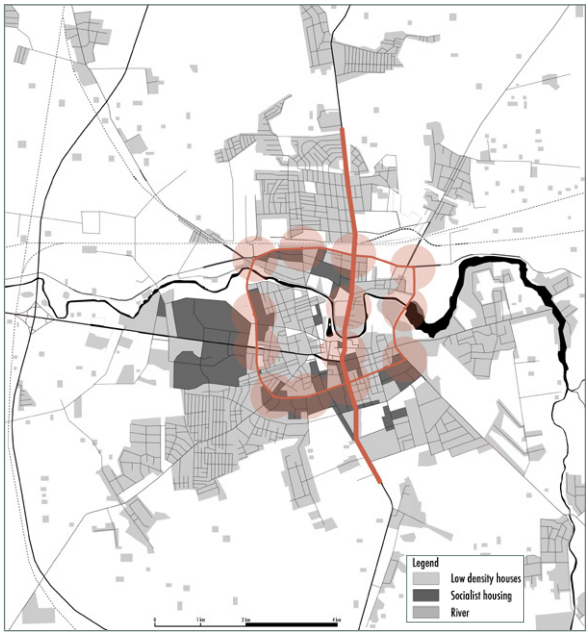 Legend
Low density houses
Socialist housing
River
0 1 km 2 km 4 km